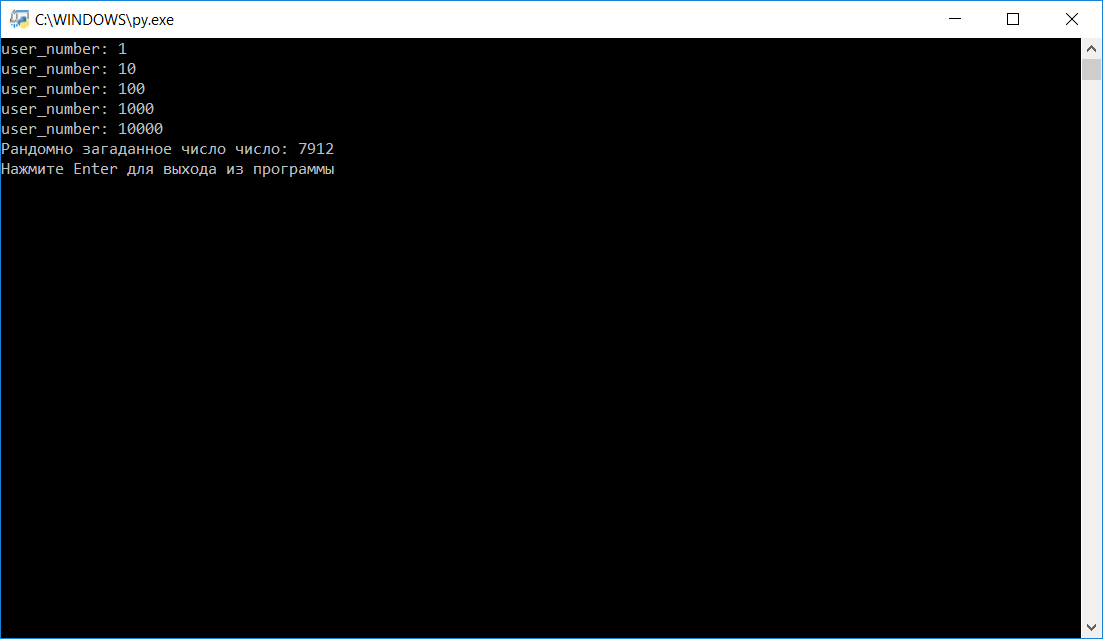 C:\WINDOWS\py.exe
user_number: 1
user_number: 10
user_number: 100
user_number: 1000
user_number: 10000
Рандомно загаданное число число: 7912
Нажмите Enter для выхода из программы